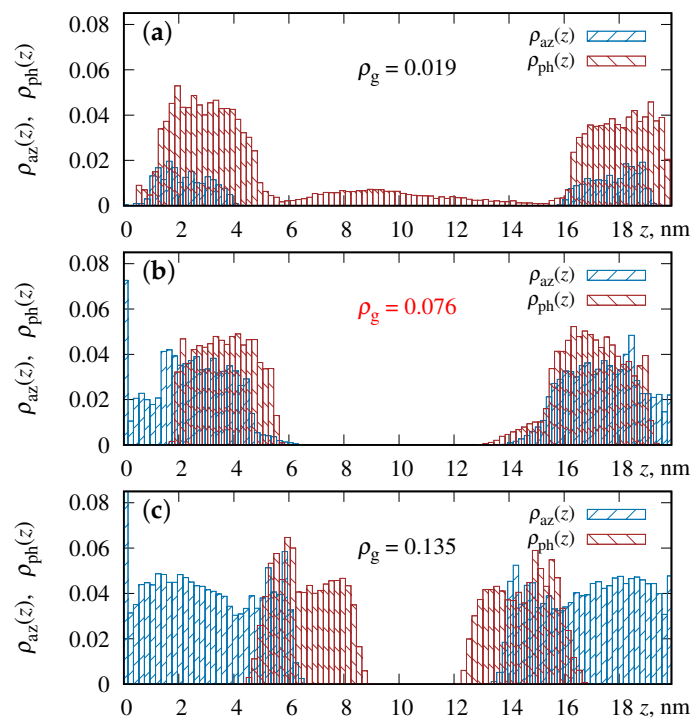 0.08
0.06
0.04
0.02
0
ρaz(z), ρph(z)
(a)
ρg = 0.019
ρaz(z)
ρph(z)
0 2 4 6 8 10 12 14 16 18 z, nm
0.08
0.06
0.04
0.02
0
ρaz(z), ρph(z)
(b)
ρg = 0.076
ρaz(z)
ρph(z)
0 2 4 6 8 10 12 14 16 18 z, nm
0.08
0.06
0.04
0.02
0
ρaz(z), ρph(z)
(c)
ρg = 0.135
ρaz(z)
ρph(z)
0 2 4 6 8 10 12 14 16 18 z, nm